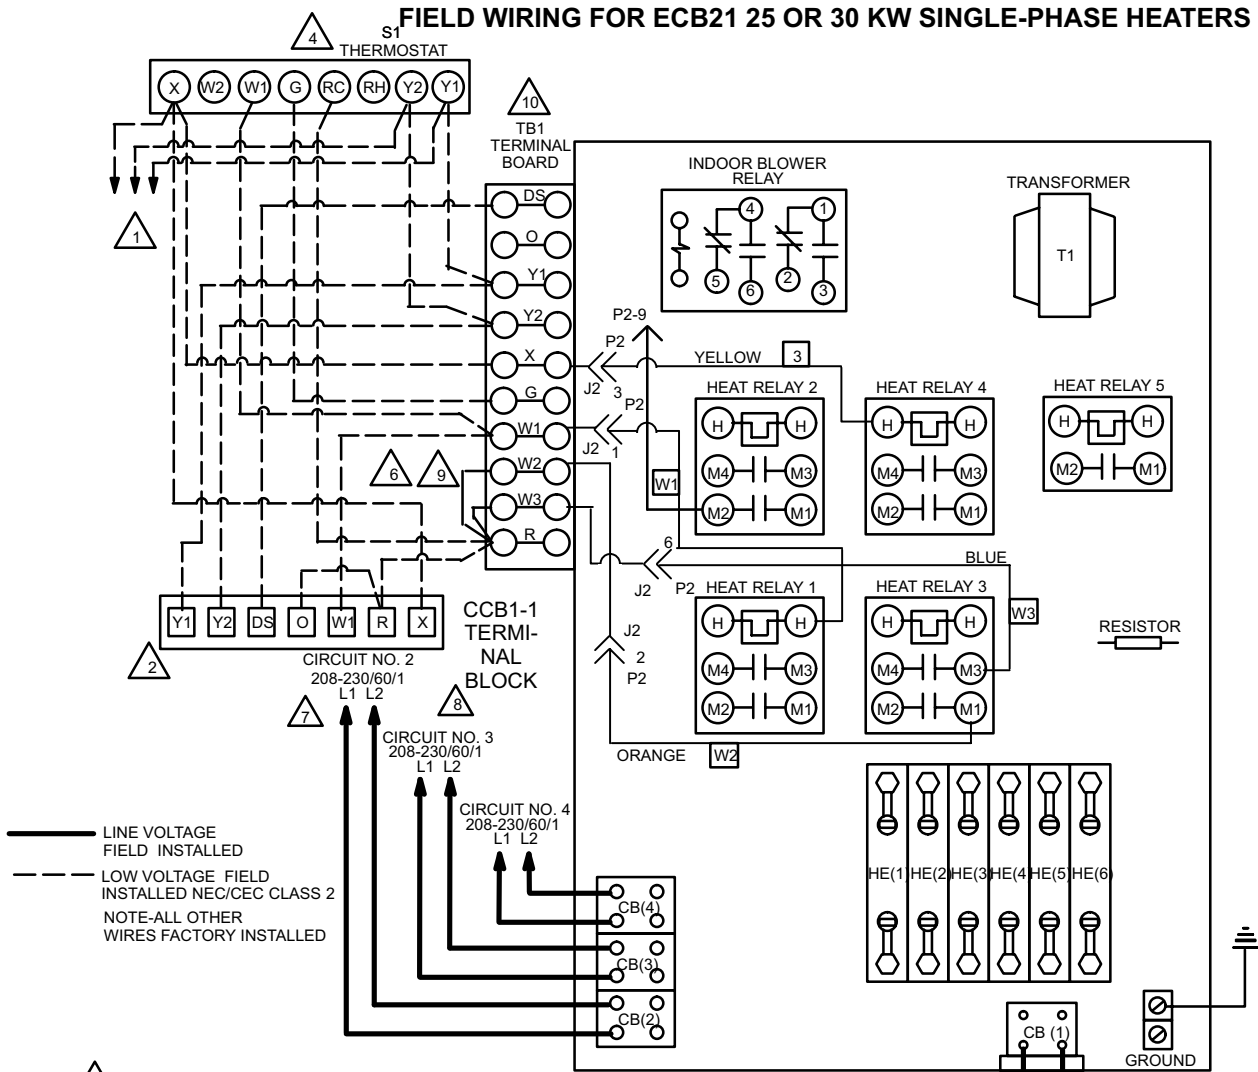 FIELD WIRING FOR ECB21 25 OR 30 KW SINGLE-PHASE HEATERS
4
S1
THERMOSTAT
X W2 W1 G RC RH Y2 Y1
10
TB1
TERMINAL
BOARD
1
DS
O
Y1
Y2
X
G
W1
W2
W3
R
INDOOR BLOWER
RELAY
4 1
5 6 2 3
TRANSFORMER
T1
P2-9
P2
J2 3
YELLOW 3
P2
J2 1
W1
HEAT RELAY 2
H H
M4 M3
M2 M1
HEAT RELAY 4
H H
M4 M3
M2 M1
HEAT RELAY 5
H H
M2 M1
6 9
6
J2 P2
BLUE
HEAT RELAY 1
H H
M4 M3
M2 M1
HEAT RELAY 3
H H
M4 M3
M2 M1
W3
RESISTOR
J2
2
P2
ORANGE W2
Y1 Y2 DS O W1 R X
2
CCB1-1
TERMI-
NAL
BLOCK
CIRCUIT NO. 2
208-230/60/1
L1 L2
7
8
CIRCUIT NO. 3
208-230/60/1
L1 L2
CIRCUIT NO. 4
208-230/60/1
L1 L2
LINE VOLTAGE
FIELD INSTALLED
LOW VOLTAGE FIELD
INSTALLED NEC/CEC CLASS 2
NOTE-ALL OTHER
WIRES FACTORY INSTALLED
CB(4)
CB(3)
CB(2)
HE(1) HE(2) HE(3) HE(4 HE(5) HE(6)
CB (1)
GROUND